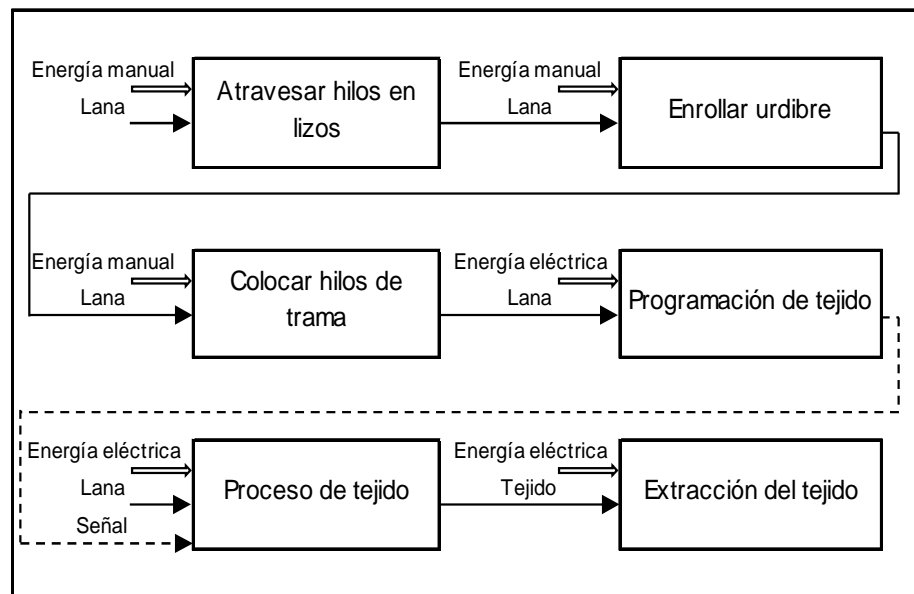 Energía manual
Lana
Atravesar hilos en
lizos
Energía manual
Lana
Enrollar urdibre
Energía manual
Lana
Colocar hilos de
trama
Energía eléctrica
Lana
Programación de tejido
Energía eléctrica
Lana
Señal
Proceso de tejido
Energía eléctrica
Tejido
Extracción del tejido